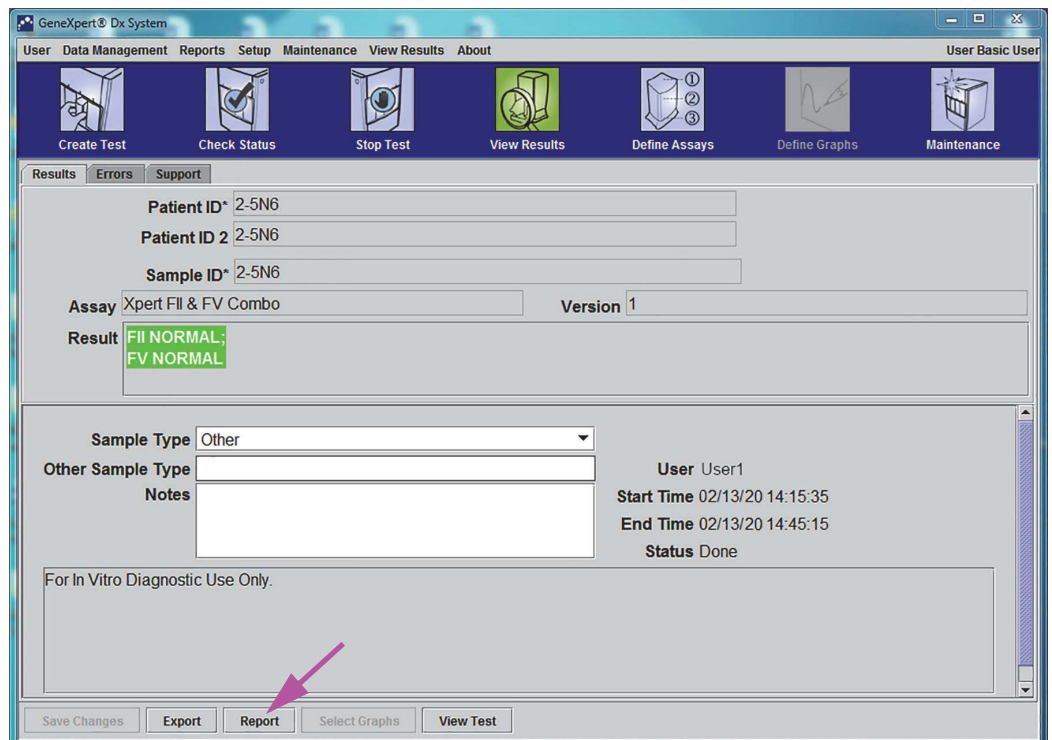 GeneXpert® Dx System
User Data Management Reports Setup Maintenance View Results About User Basic User
①
②
③
Create Test Check Status Stop Test View Results Define Assays Define Graphs Maintenance
Results Errors Support
Patient ID* 2-5N6
Patient ID 2 2-5N6
Sample ID* 2-5N6
Assay Xpert FII & FV Combo Version 1
Result FII NORMAL;
FV NORMAL
Sample Type Other
Other Sample Type User User1
Notes Start Time 02/13/20 14:15:35
End Time 02/13/20 14:45:15
Status Done
For In Vitro Diagnostic Use Only.
Save Changes Export Report Select Graphs View Test